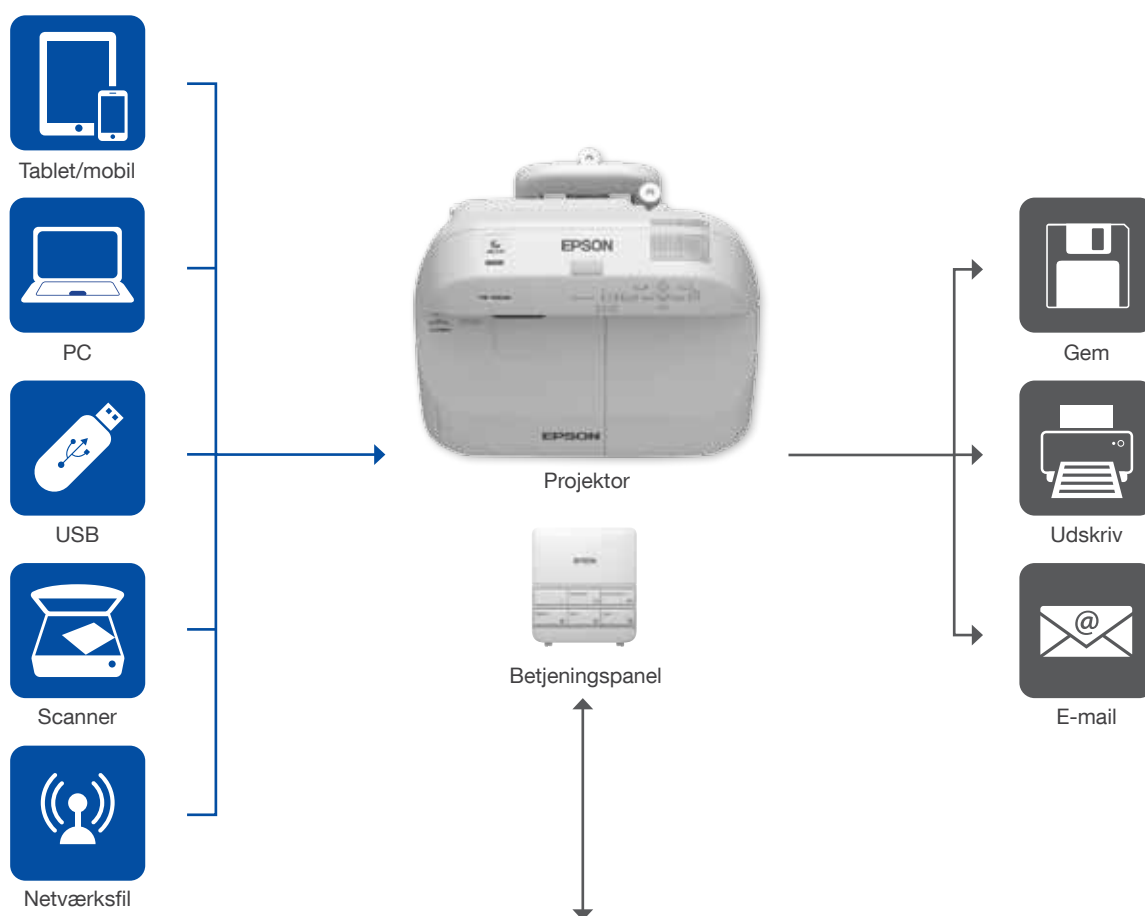 Tablet/mobil
PC
USB
Scanner
Netværksfil
EPSON
EPSON
Projektor
EPSON
Betjeningspanel
Gem
Udskriv
@
E-mail